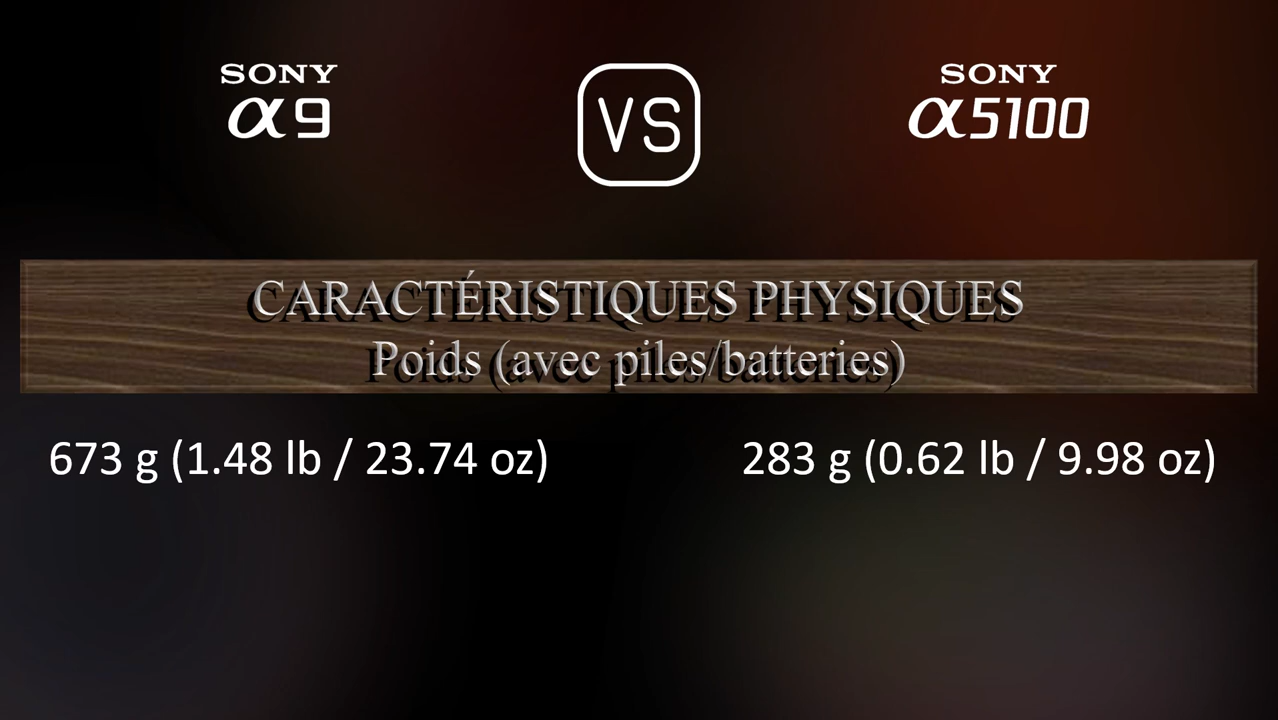 SONY
α9
VS
SONY
α5100
CARACTÉRISTIQUES PHYSIQUES
Poids (avec piles/batteries)
673 g (1.48 lb / 23.74 oz)
283 g (0.62 lb / 9.98 oz)